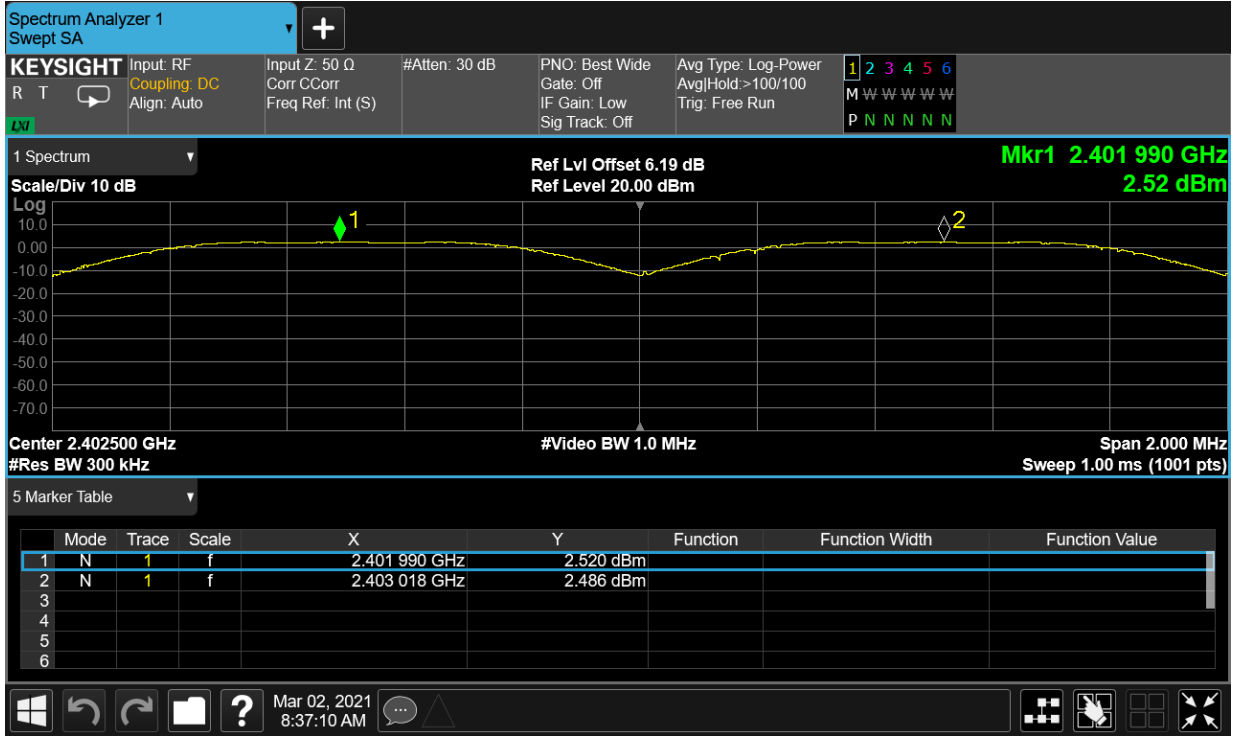 Spectrum Analyzer 1
Swept SA
KEYSIGHT
R T
LXI
Input: RF
Coupling: DC
Align: Auto
Input Z: 50 Ω
Corr CCorr
Freq Ref: Int (S)
#Atten: 30 dB
PNO: Best Wide
Gate: Off
IF Gain: Low
Sig Track: Off
Avg Type: Log-Power
Avg|Hold:>100/100
Trig: Free Run
1 2 3 4 5 6
M W W W W W
P N N N N N
1 Spectrum
Scale/Div 10 dB
Ref Lvl Offset 6.19 dB
Ref Level 20.00 dBm
Mkr1 2.401 990 GHz
2.52 dBm
Log
10.0
0.00
-10.0
-20.0
-30.0
-40.0
-50.0
-60.0
-70.0
1
2
Center 2.402500 GHz
#Res BW 300 kHz
#Video BW 1.0 MHz
Span 2.000 MHz
Sweep 1.00 ms (1001 pts)
5 Marker Table
Mode Trace Scale X Y Function Function Width Function Value
1 N 1 f 2.401 990 GHz 2.520 dBm
2 N 1 f 2.403 018 GHz 2.486 dBm
3
4
5
6
?
Mar 02, 2021
8:37:10 AM